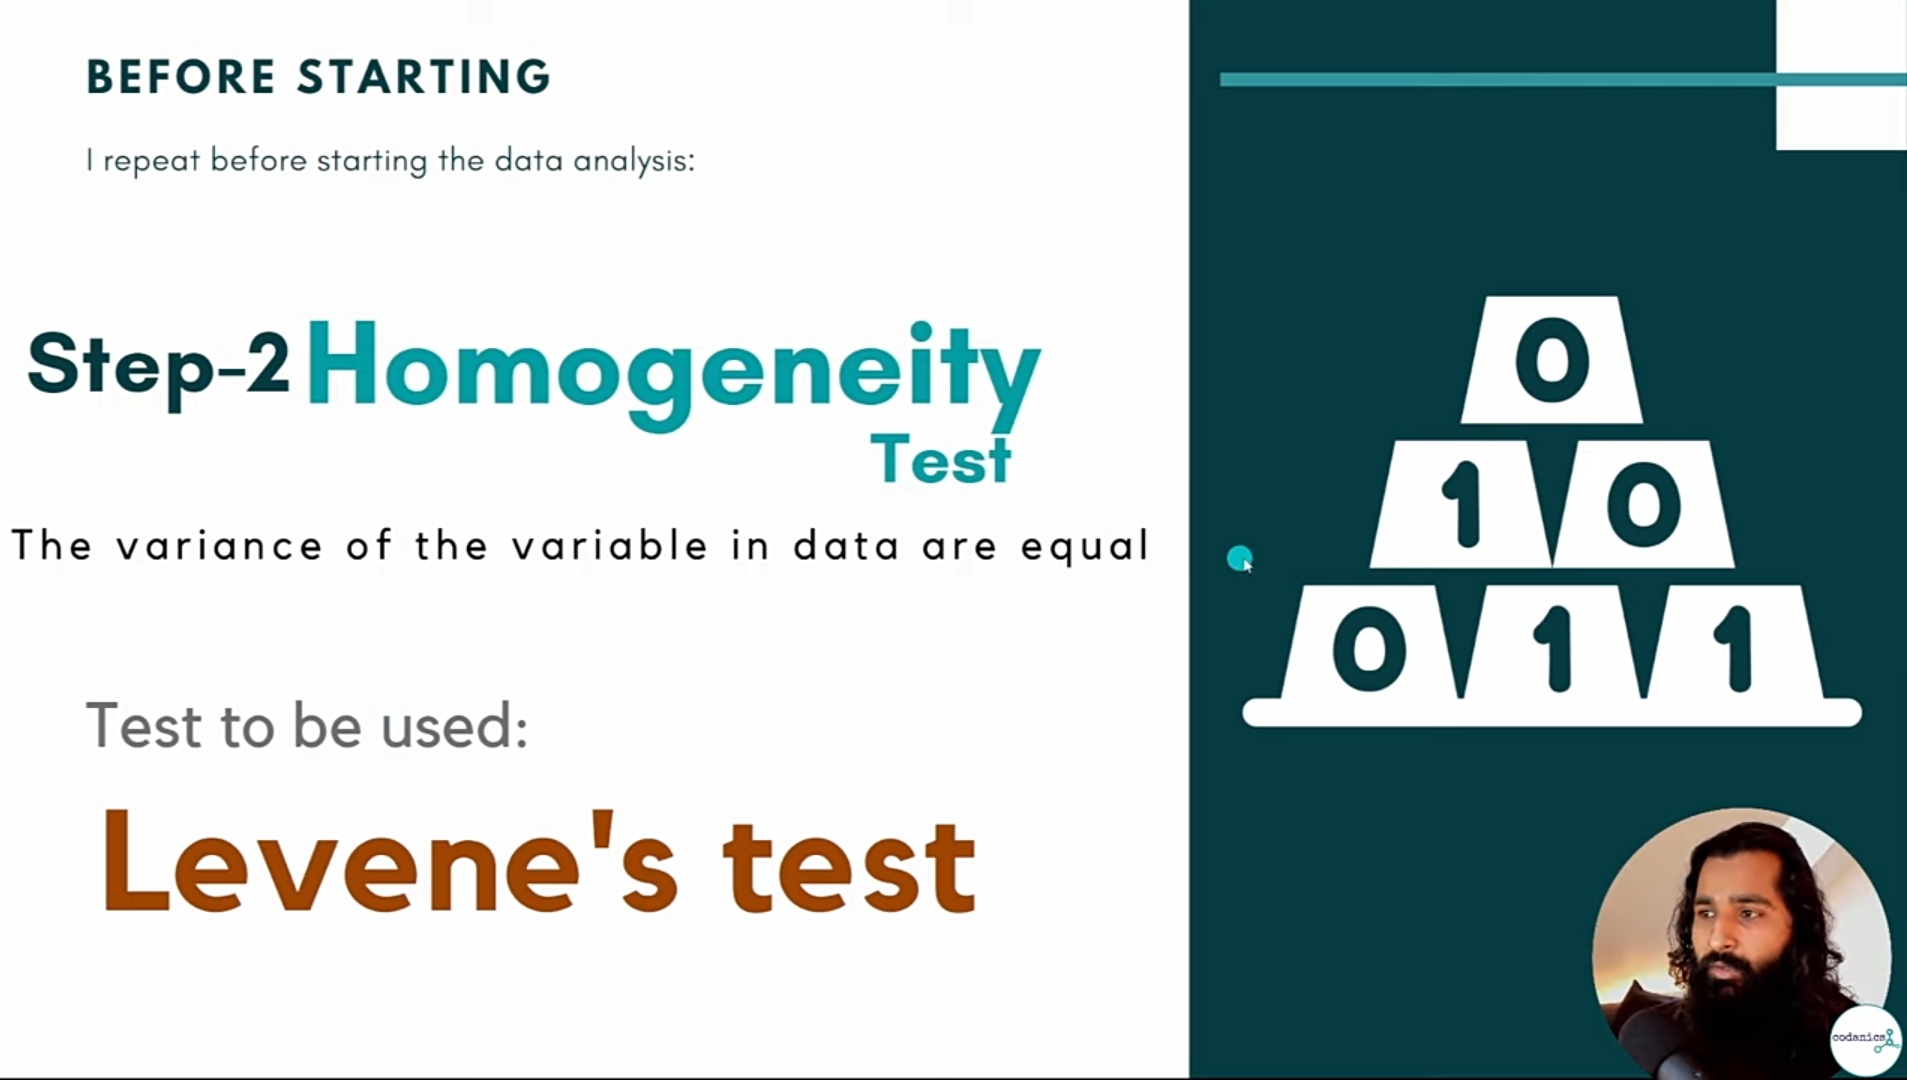 BEFORE STARTING
I repeat before starting the data analysis:
Step-2 Homogeneity
Test
The variance of the variable in data are equal
Test to be used:
Levene's test
0
1 0
0 1 1
codanics